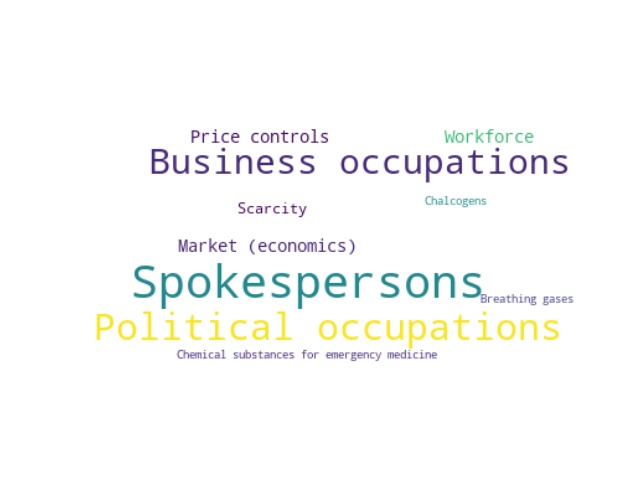 Price controls
Workforce
Business occupations
Chalcogens
Scarcity
Market (economics)
Spokespersons
Breathing gases
Political occupations
Chemical substances for emergency medicine